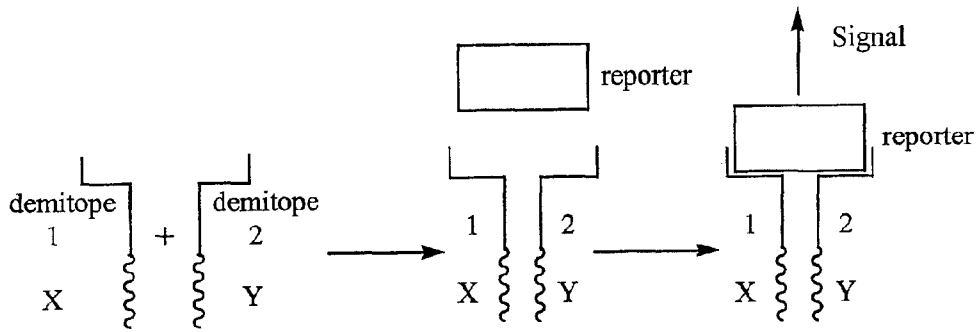 demitope
1
X
+
demitope
2
Y
reporter
1
2
X
Y
Signal
reporter
1
2
X
Y